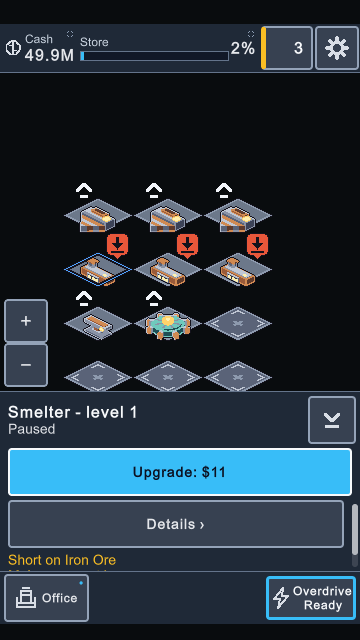 Cash
49.9M
Store
2%
3
+
−
Smelter - level 1
Paused
Upgrade: $11
Details ›
Short on Iron Ore
Office
Overdrive
Ready